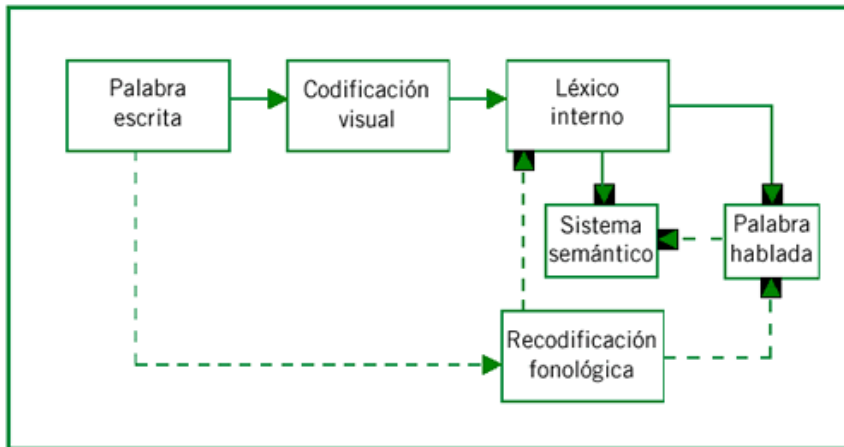 Palabra
escrita
Codificación
visual
Léxico
interno
Sistema
semántico
Palabra
hablada
Recodificación
fonológica